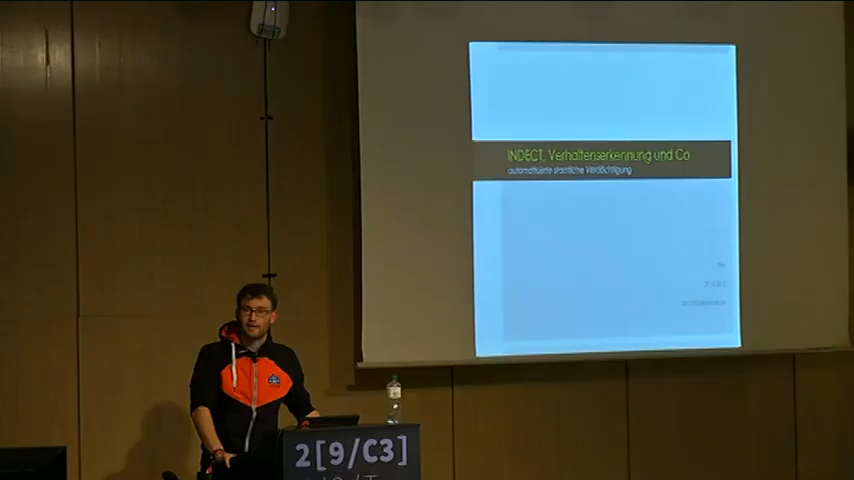 INDECT, Verhaltenserkennung und Co
automatisierte staatliche Verdächtigung
2[9/C3]